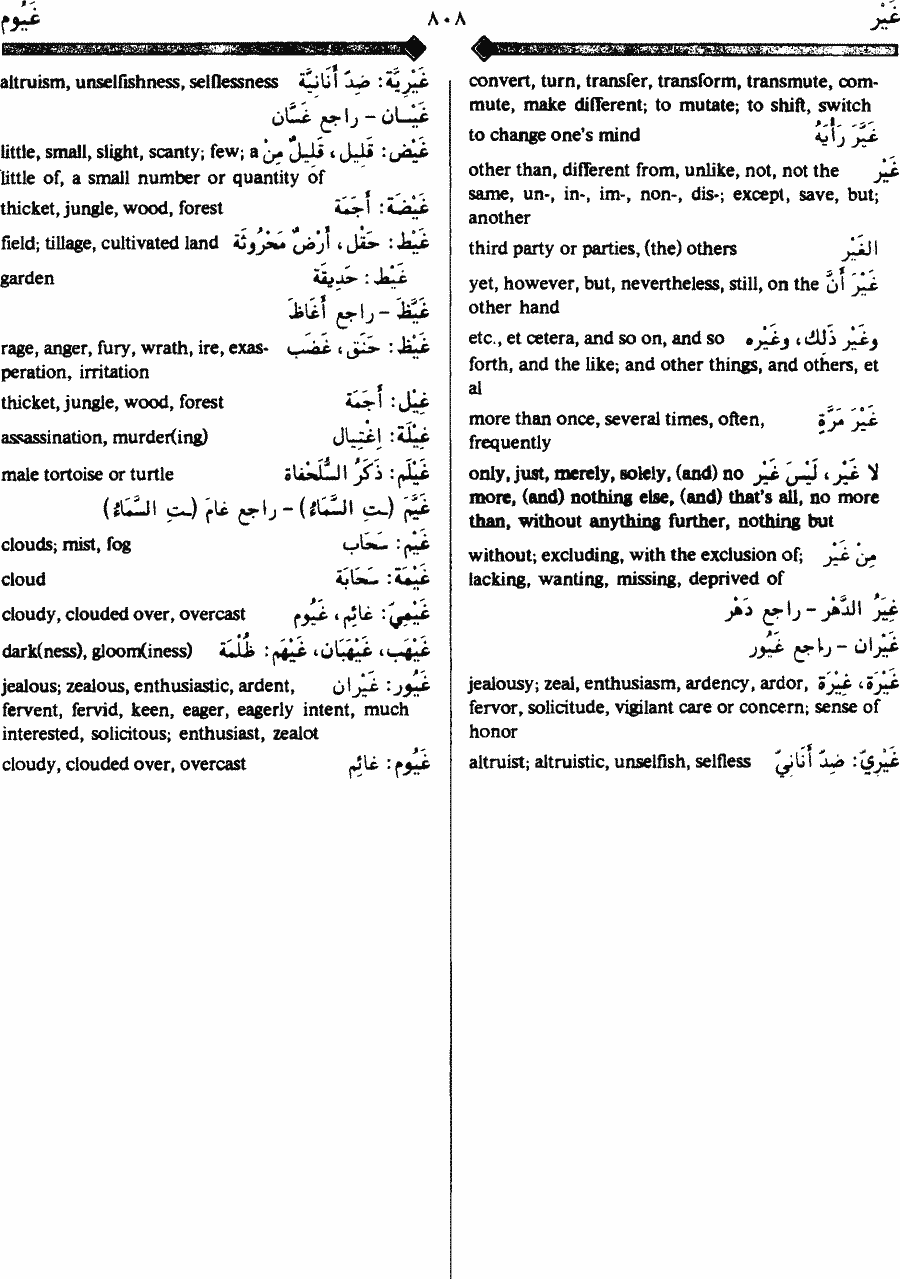 غَيْر
٨٠٨
غَيُوم
convert, turn, transfer, transform, transmute, com-
mute, make different; to mutate; to shift, switch
to change one's mind غَيَّرَ رَأْيَهُ
other than, different from, unlike, not, not the غَيْر
same, un-, in-, im-, non-, dis-; except, save, but;
another
third party or parties, (the) others الغَيْر
yet, however, but, nevertheless, still, on the غَيْرَ أَنَّ
other hand
etc., et cetera, and so on, and so وغَيْر ذَلِك، وغَيْره
forth, and the like; and other things, and others, et
al
more than once, several times, often, غَيْرَ مَرَّةٍ
frequently
only, just, merely, solely, (and) no لا غَيْر، لَيْسَ غَيْر
more, (and) nothing else, (and) that's all, no more
than, without anything further, nothing but
without; excluding, with the exclusion of; مِنْ غَيْر
lacking, wanting, missing, deprived of
غِيَرُ الدَّهْر - راجع دَهْر
غَيْران - راجع غَيُور
jealousy; zeal, enthusiasm, ardency, ardor, غَيْرَة، غِيْرَة
fervor, solicitude, vigilant care or concern; sense of
honor
altruist; altruistic, unselfish, selfless غَيْرِيّ: ضِدّ أَنَانِيّ
altruism, unselfishness, selflessness غَيْرِيَّة: ضِدّ أَنَانِيَّة
غَيْسَان - راجع غَسَّان
little, small, slight, scanty; few; a غَيْض: قَلِيل، قَلِيلٌ مِنْ
little of, a small number or quantity of
thicket, jungle, wood, forest غَيْضَة: أَجَمَة
field; tillage, cultivated land غَيْط: حَقْل، أَرْضٌ مَحْرُوثَة
garden غَيْط: حَدِيقَة
غَيَّظَ - راجع أغَاظَ
rage, anger, fury, wrath, ire, exas- غَيْظ: حَنَق، غَضَب
peration, irritation
thicket, jungle, wood, forest غَيْل: أَجَمَة
assassination, murder(ing) غِيْلَة: اِغْتِيَال
male tortoise or turtle غَيْلَم: ذَكَرُ السُّلَحْفاة
غَيَّمَ (ـتِ السَّمَاءُ) - راجع غامَ (ـتِ السَّمَاءُ)
clouds; mist, fog غَيْم: سَحَاب
cloud غَيْمَة: سَحَابَة
cloudy, clouded over, overcast غَيْمِيّ: غائِم، غَيُوم
dark(ness), gloom(iness) غَيْهَب، غَيْهَبَان، غَيْهَم: ظُلْمَة
jealous; zealous, enthusiastic, ardent, غَيُور: غَيْران
fervent, fervid, keen, eager, eagerly intent, much
interested, solicitous; enthusiast, zealot
cloudy, clouded over, overcast غَيُوم: غائِم